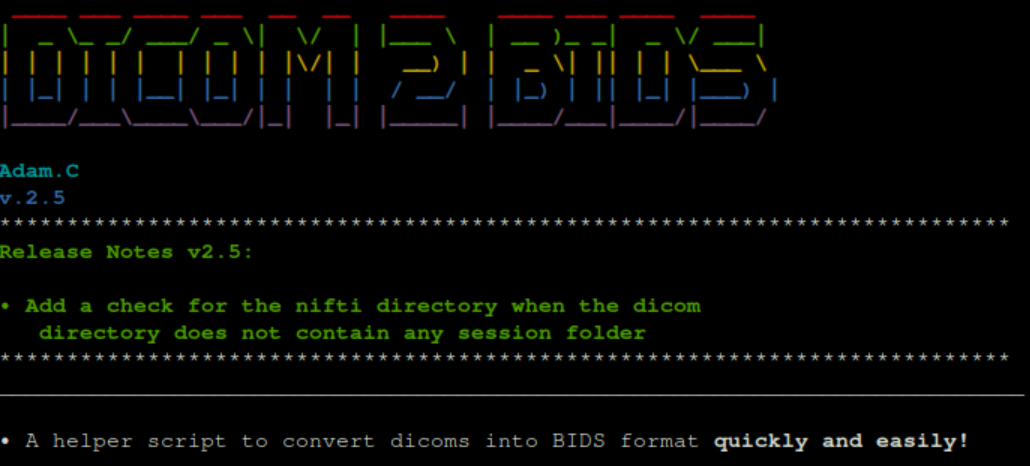 DICOM 2 BIDS
Adam.C
v.2.5
***************************************************************************
Release Notes v2.5:
• Add a check for the nifti directory when the dicom
directory does not contain any session folder
***************************************************************************
• A helper script to convert dicoms into BIDS format quickly and easily!